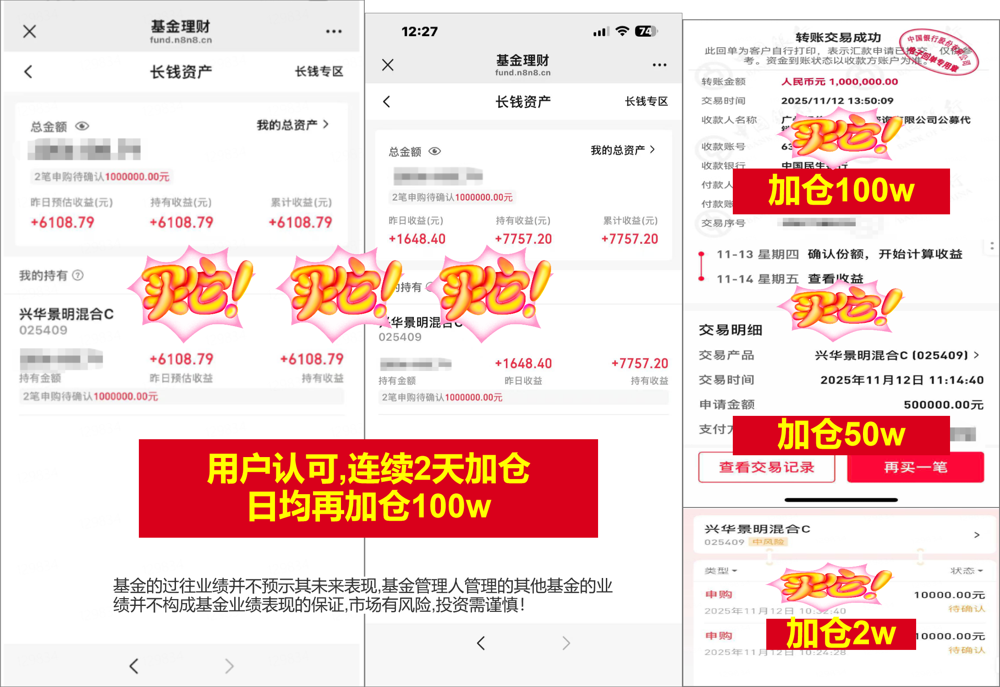 基金理财
fund.n8n8.cn
长钱资产
长钱专区
总金额
我的总资产
2笔申购待确认1000000.00元
昨日预估收益(元)
持有收益(元)
累计收益(元)
+6108.79
+6108.79
+6108.79
我的持有
兴华景明混合C
025409
+6108.79
+6108.79
持有金额
昨日预估收益
持有收益
2笔申购待确认1000000.00元
12:27
74
基金理财
fund.n8n8.cn
长钱资产
长钱专区
总金额
我的总资产
2笔申购待确认1000000.00元
昨日收益(元)
持有收益(元)
累计收益(元)
+1648.40
+7757.20
+7757.20
买它!
买它!
买它!
持有
华景明混合C
025409
+1648.40
+7757.20
持有金额
昨日收益
持有收益
2笔申购待确认1000000.00元
用户认可,连续2天加仓
日均再加仓100w
基金的过往业绩并不预示其未来表现,基金管理人管理的其他基金的业
绩并不构成基金业绩表现的保证,市场有风险,投资需谨慎!
转账交易成功
此回单为客户自行打印，表示汇款申请已提交，仅供参
考。资金到账状态以收款方账户为准。
中国银行股份有限公司
电子回单专用章
转账金额
人民币元 1,000,000.00
交易时间
2025/11/12 13:50:09
收款人名称
广
咨询有限公司公募代
收款账号
63
收款银行
中国民生银行
买它!
加仓100w
付款人
付款账
交易序号
11-13 星期四 确认份额，开始计算收益
11-14 星期五 查看收益
买它!
交易明细
交易产品
兴华景明混合C (025409)
交易时间
2025年11月12日 11:14:40
申请金额
500000.00元
支付方
加仓50w
查看交易记录
再买一笔
兴华景明混合C
025409 中风险
类型
状态
买它!
申购
10000.00元
2025年11月12日 10:32:40
待确认
加仓2w
申购
10000.00元
2025年11月12日 10:24:28
待确认